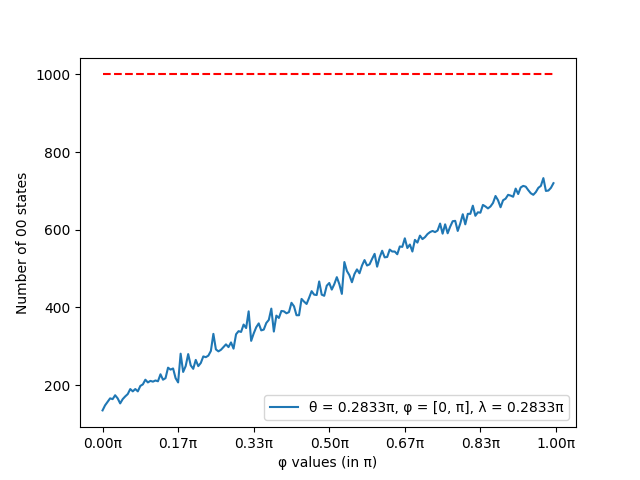 1000
800
600
400
200
Number of 00 states
θ = 0.2833π, φ = [0, π], λ = 0.2833π
0.00π 0.17π 0.33π 0.50π 0.67π 0.83π 1.00π
φ values (in π)